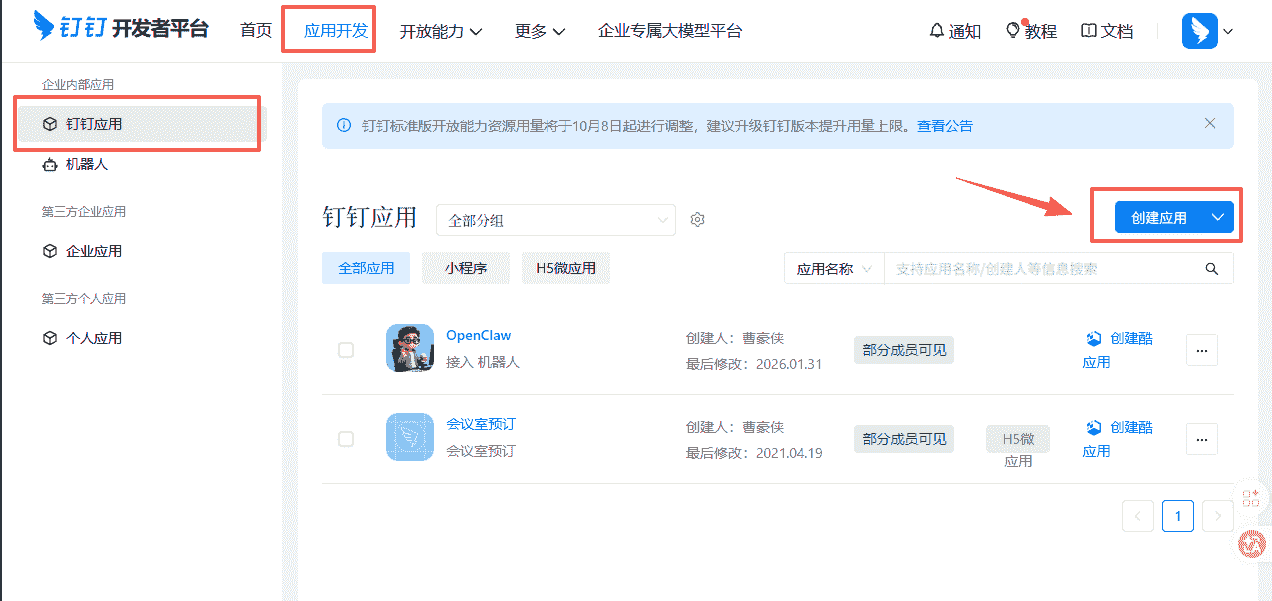 钉钉 开发者平台 首页 应用开发 开放能力 更多 企业专属大模型平台 通知 教程 文档
企业内部应用
钉钉应用
机器人
第三方企业应用
企业应用
第三方个人应用
个人应用
钉钉标准版开放能力资源用量将于10月8日起进行调整，建议升级钉钉版本提升用量上限。查看公告
钉钉应用 全部分组 创建应用
全部应用 小程序 H5微应用 应用名称 支持应用名称/创建人等信息搜索
OpenClaw
接入 机器人
创建人：曹豪侠
最后修改：2026.01.31
部分成员可见
创建酷
应用
...
会议室预订
会议室预订
创建人：曹豪侠
最后修改：2021.04.19
部分成员可见
H5微
应用
创建酷
应用
...
1